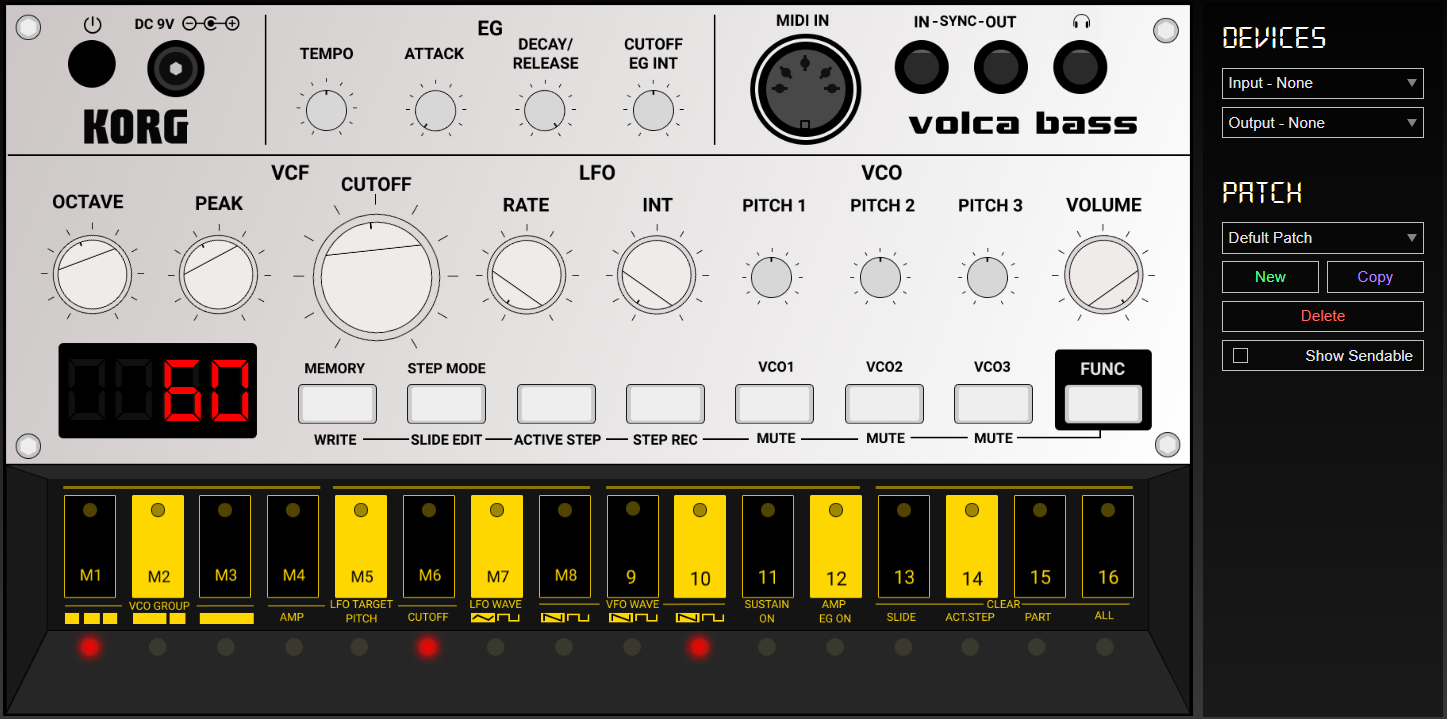 DC 9V
KORG
EG
TEMPO
ATTACK
DECAY/
RELEASE
CUTOFF
EG INT
MIDI IN
IN -SYNC- OUT
volca bass
VCF
LFO
VCO
OCTAVE
PEAK
CUTOFF
RATE
INT
PITCH 1
PITCH 2
PITCH 3
VOLUME
60
MEMORY
STEP MODE
VCO1
VCO2
VCO3
FUNC
WRITE
SLIDE EDIT
ACTIVE STEP
STEP REC
MUTE
MUTE
MUTE
M1
M2
M3
M4
M5
M6
M7
M8
9
10
11
12
13
14
15
16
VCO GROUP
AMP
LFO TARGET
PITCH
CUTOFF
LFO WAVE
VFO WAVE
SUSTAIN
ON
AMP
EG ON
CLEAR
SLIDE
ACT.STEP
PART
ALL
DEVICES
Input - None
Output - None
PATCH
Defult Patch
New
Copy
Delete
Show Sendable